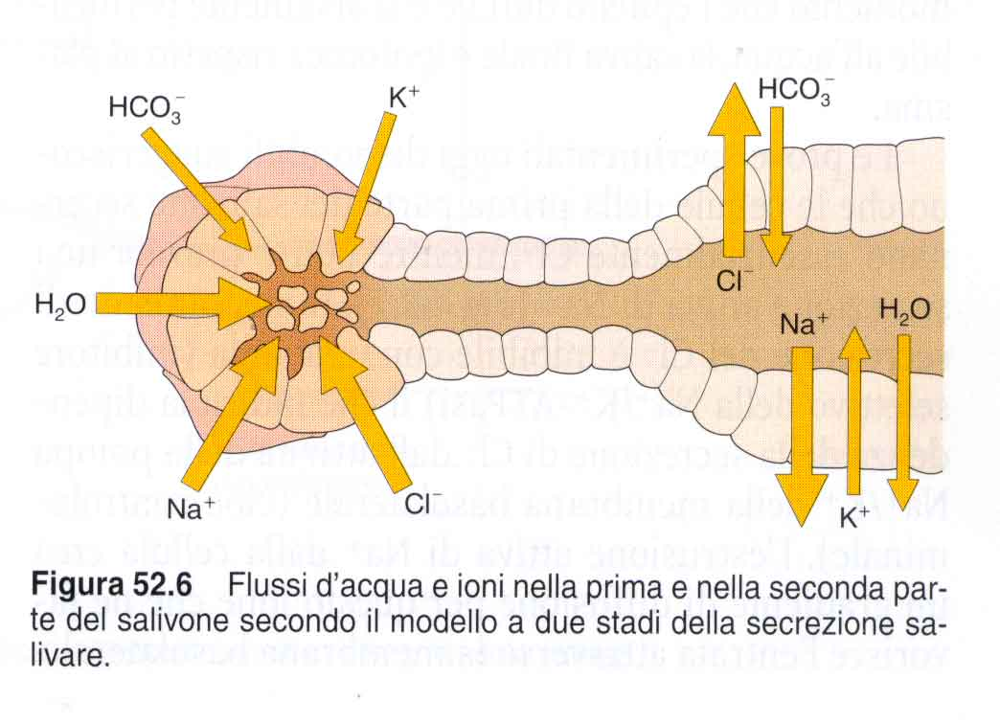 HCO₃⁻
K⁺
HCO₃⁻
H₂O
Cl⁻
Na⁺
H₂O
Na⁺
Cl⁻
K⁺
Figura 52.6 Flussi d'acqua e ioni nella prima e nella seconda par-
te del salivone secondo il modello a due stadi della secrezione sa-
livare.